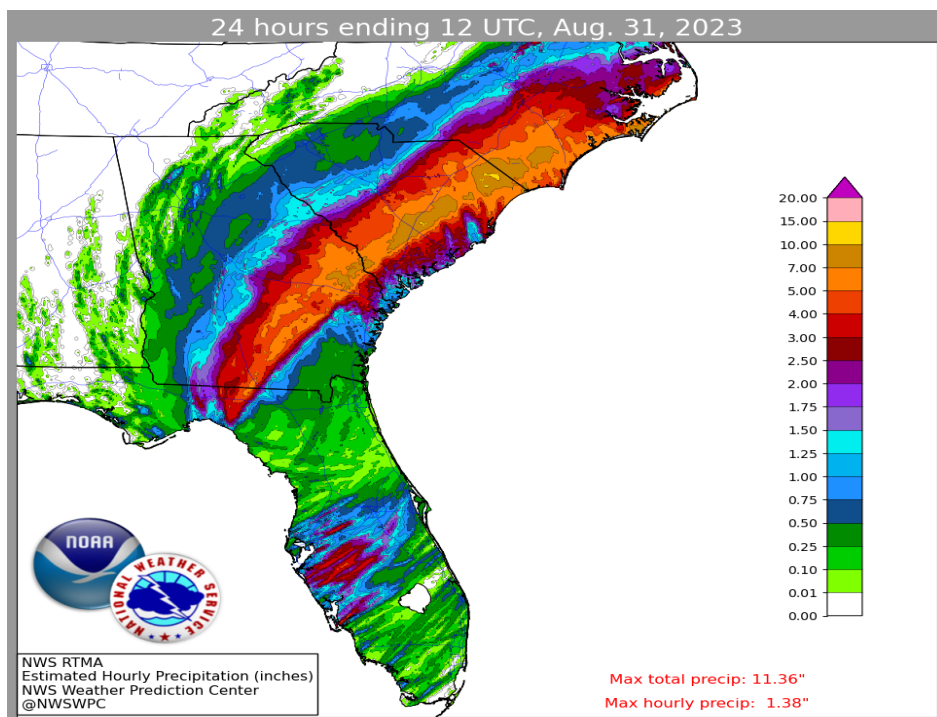 24 hours ending 12 UTC, Aug. 31, 2023
20.00
15.00
10.00
7.00
5.00
4.00
3.00
2.50
2.00
1.75
1.50
1.25
1.00
0.75
0.50
0.25
0.10
0.01
0.00
NOAA
NATIONAL WEATHER SERVICE
NWS RTMA
Estimated Hourly Precipitation (inches)
NWS Weather Prediction Center
@NWSWPC
Max total precip: 11.36"
Max hourly precip: 1.38"